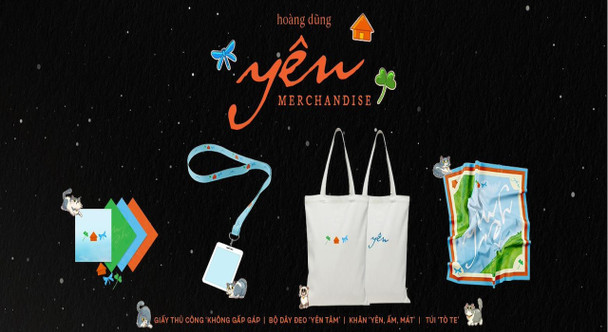 hoàng dũng
yên
MERCHANDISE
yên
GIẤY THỦ CÔNG 'KHÔNG GẤP GÁP' | BỘ DÂY ĐEO 'YÊN TÂM' | KHĂN 'YÊN, ẤM, MÁT' | TÚI 'TÒ TE'